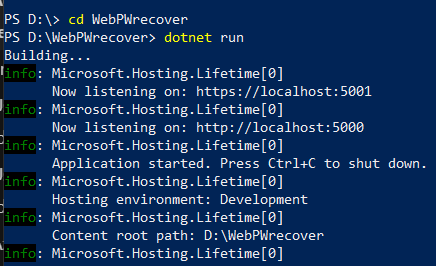 PS D:\> cd WebPWrecover
PS D:\WebPWrecover> dotnet run
Building...
info: Microsoft.Hosting.Lifetime[0]
Now listening on: https://localhost:5001
info: Microsoft.Hosting.Lifetime[0]
Now listening on: http://localhost:5000
info: Microsoft.Hosting.Lifetime[0]
Application started. Press Ctrl+C to shut down.
info: Microsoft.Hosting.Lifetime[0]
Hosting environment: Development
info: Microsoft.Hosting.Lifetime[0]
Content root path: D:\WebPWrecover
info: Microsoft.Hosting.Lifetime[0]